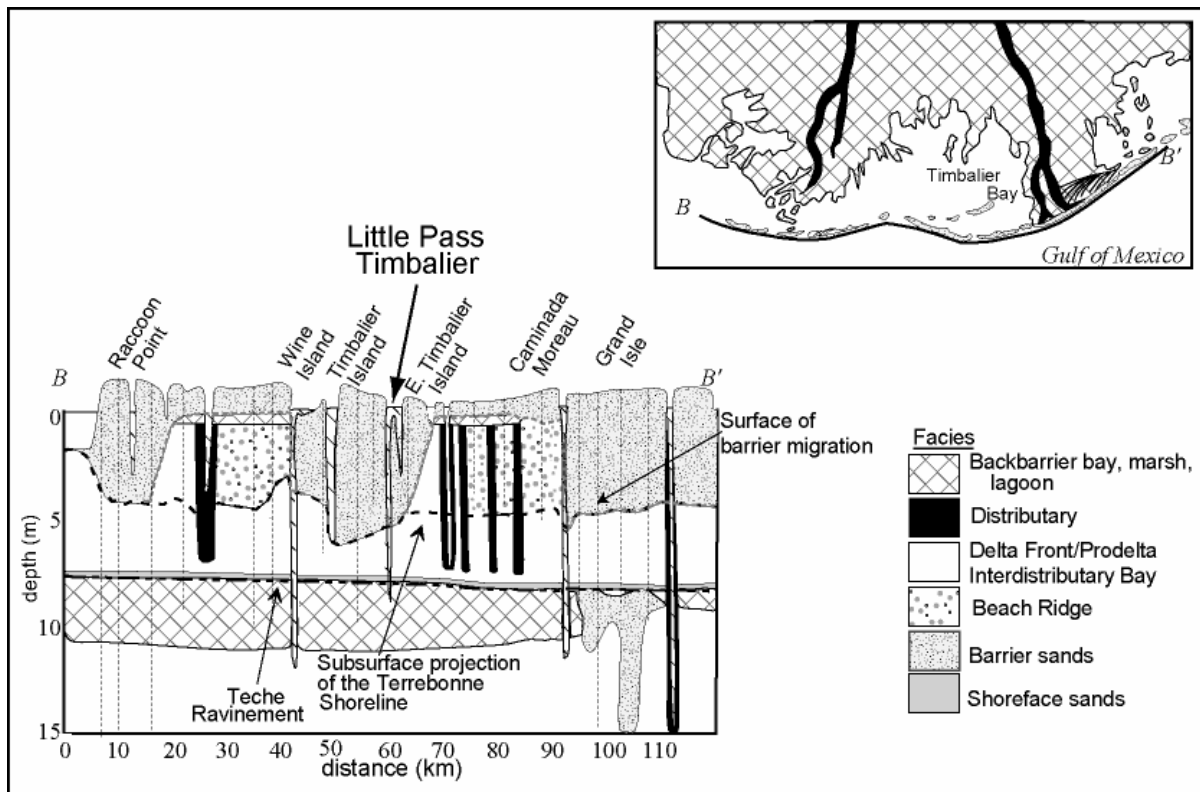 Timbalier
Bay
B
B'
Gulf of Mexico
Little Pass
Timbalier
Raccoon
Point
Wine
Island
Timbalier
Island
E. Timbalier
Island
Caminada
Moreau
Grand
Isle
B
B'
Surface of
barrier migration
Teche
Ravinement
Subsurface projection
of the Terrebonne
Shoreline
0
5
10
15
depth (m)
0 10 20 30 40 50 60 70 80 90 100 110
distance (km)
Facies
Backbarrier bay, marsh,
lagoon
Distributary
Delta Front/Prodelta
Interdistributary Bay
Beach Ridge
Barrier sands
Shoreface sands